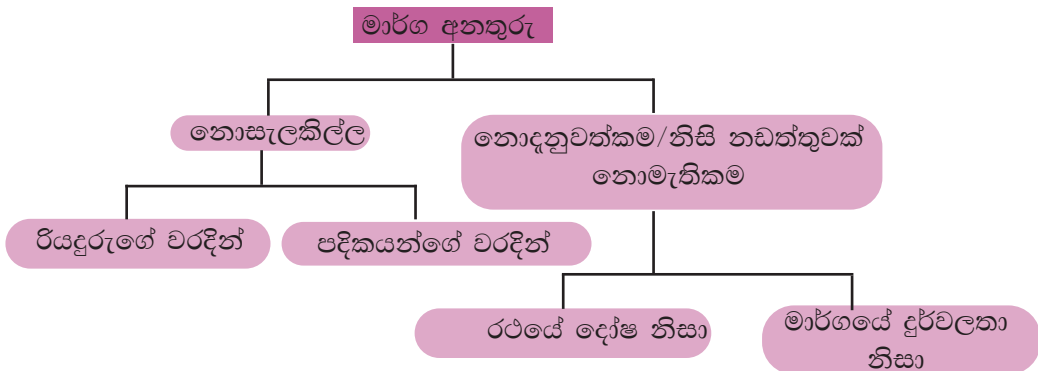 මාර්ග අනතුරු
නොසැලකිල්ල
නොදැනුවත්කම/නිසි නඩත්තුවක්
නොමැතිකම
රියදුරුගේ වරදින්
පදිකයන්ගේ වරදින්
රථයේ දෝෂ නිසා
මාර්ගයේ දුර්වලතා
නිසා